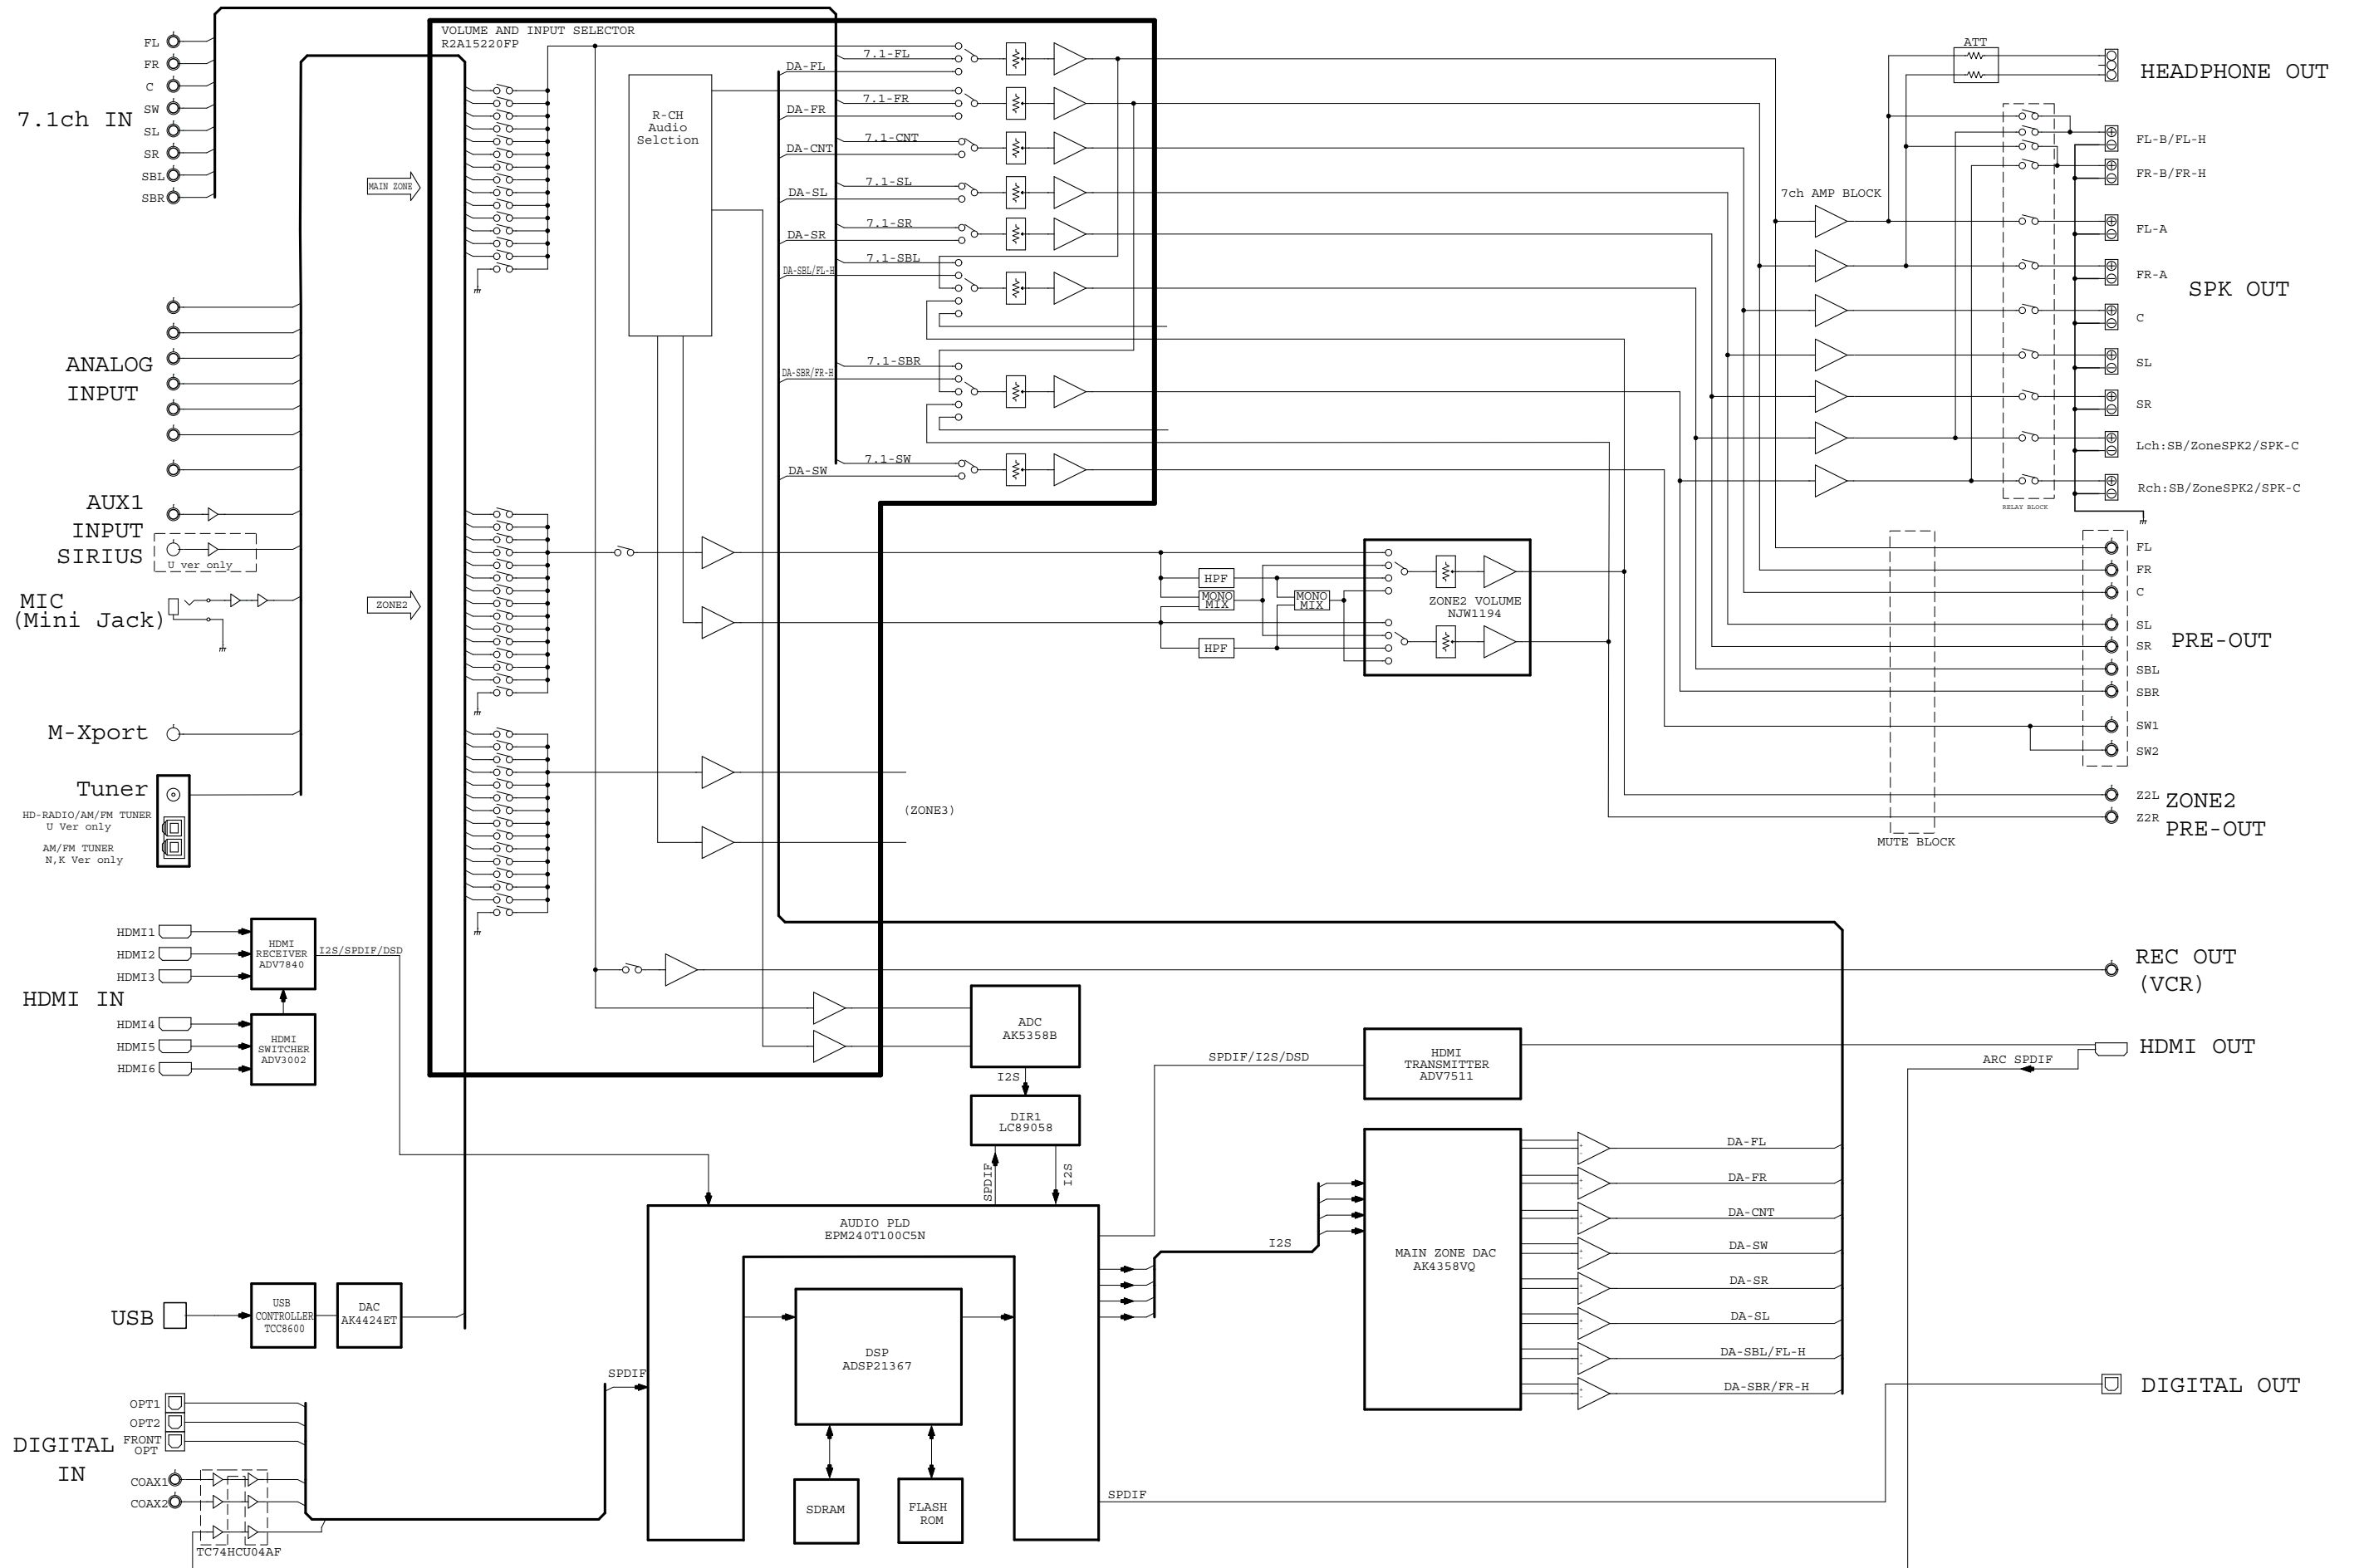 VOLUME AND INPUT SELECTOR
R2A15220FP
7.1ch IN
FL
FR
C
SW
SL
SR
SBL
SBR
MAIN ZONE
R-CH
Audio
Selction
DA-FL
7.1-FL
DA-FR
7.1-FR
DA-CNT
7.1-CNT
DA-SL
7.1-SL
DA-SR
7.1-SR
DA-SBL/FL-H
7.1-SBL
DA-SBR/FR-H
7.1-SBR
DA-SW
7.1-SW
ATT
HEADPHONE OUT
7ch AMP BLOCK
FL-B/FL-H
FR-B/FR-H
FL-A
FR-A
SPK OUT
C
SL
SR
Lch:SB/ZoneSPK2/SPK-C
Rch:SB/ZoneSPK2/SPK-C
RELAY BLOCK
ANALOG
INPUT
AUX1
INPUT
SIRIUS
U ver only
MIC
(Mini Jack)
ZONE2
M-Xport
Tuner
HD-RADIO/AM/FM TUNER
U Ver only
AM/FM TUNER
N,K Ver only
HPF
MONO
MIX
MONO
MIX
HPF
ZONE2 VOLUME
NJW1194
(ZONE3)
FL
FR
C
SL
SR
SBL
SBR
SW1
SW2
PRE-OUT
Z2L
Z2R
ZONE2
PRE-OUT
MUTE BLOCK
HDMI IN
HDMI1
HDMI2
HDMI3
HDMI4
HDMI5
HDMI6
HDMI
RECEIVER
ADV7840
I2S/SPDIF/DSD
HDMI
SWITCHER
ADV3002
ADC
AK5358B
I2S
DIR1
LC89058
SPDIF
I2S
REC OUT
(VCR)
SPDIF/I2S/DSD
HDMI
TRANSMITTER
ADV7511
ARC SPDIF
HDMI OUT
AUDIO PLD
EPM240T100C5N
I2S
MAIN ZONE DAC
AK4358VQ
DA-FL
DA-FR
DA-CNT
DA-SW
DA-SR
DA-SL
DA-SBL/FL-H
DA-SBR/FR-H
USB
USB
CONTROLLER
TCC8600
DAC
AK4424ET
DSP
ADSP21367
SDRAM
FLASH
ROM
SPDIF
SPDIF
DIGITAL OUT
DIGITAL
IN
OPT1
OPT2
FRONT
OPT
COAX1
COAX2
TC74HCU04AF